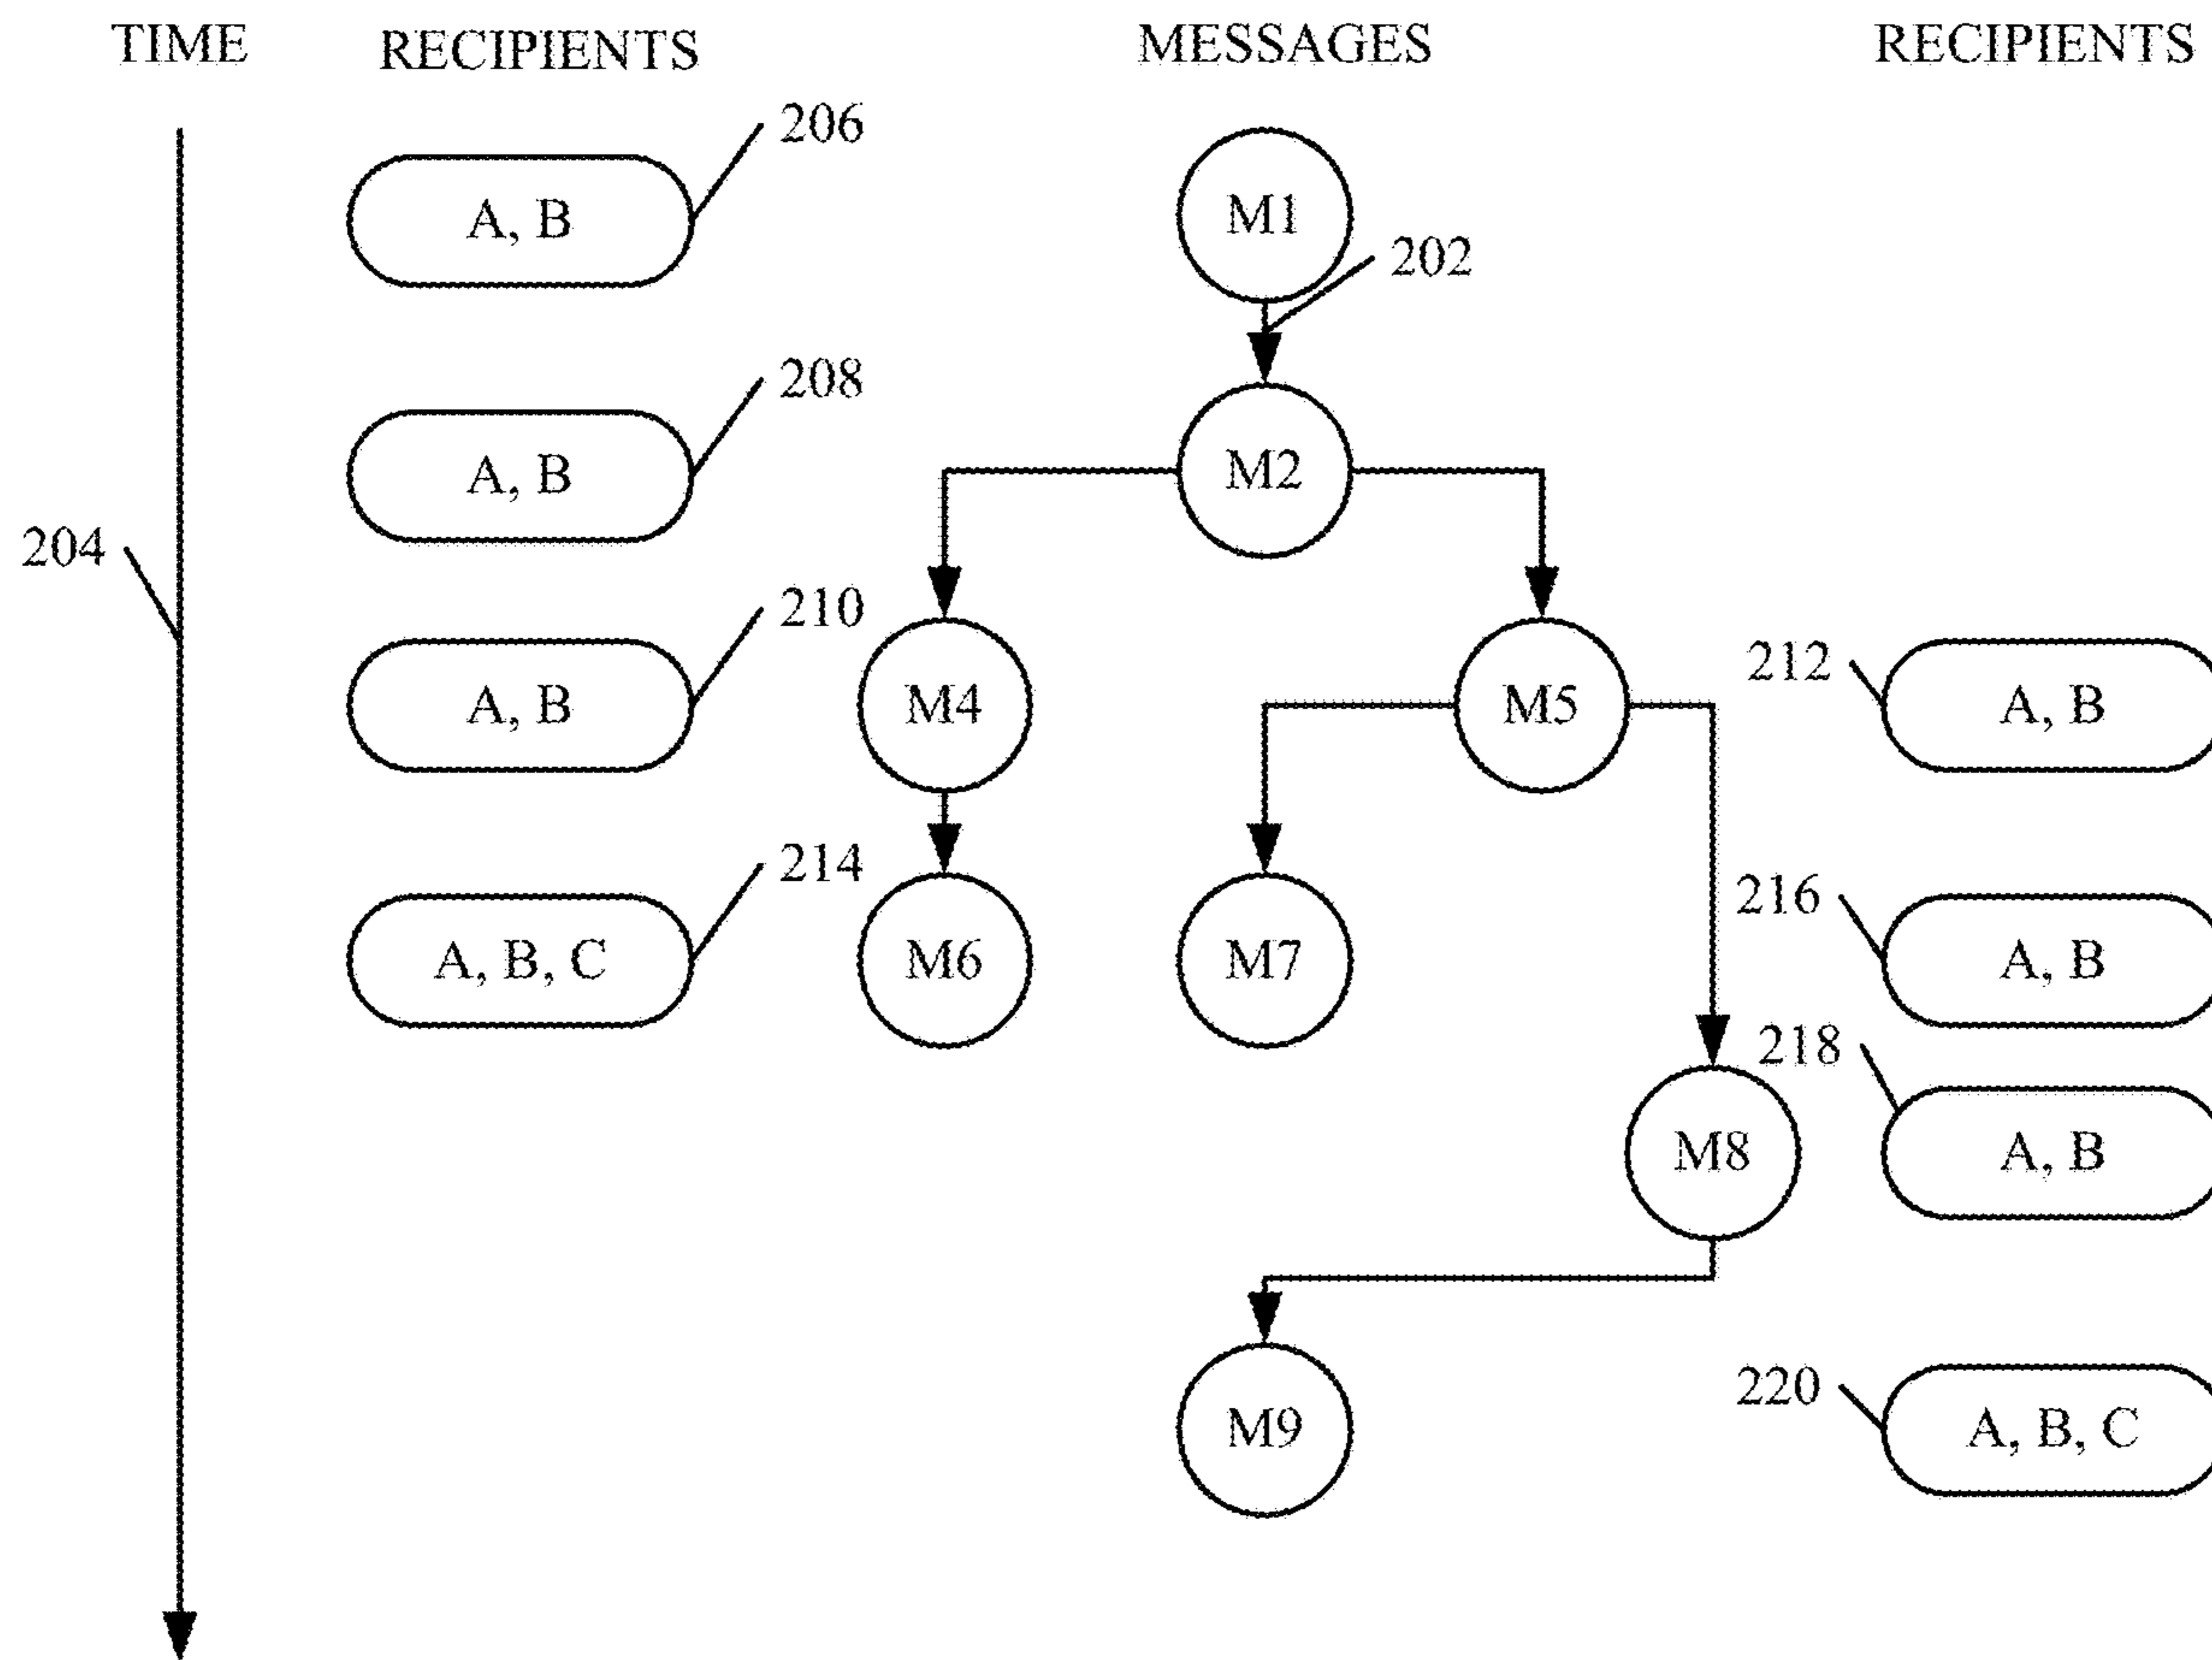 TIME RECIPIENTS MESSAGES RECIPIENTS
206
A, B M1
202
208
A, B M2
204
210
212
A, B M4 M5 A, B
214
216
A, B, C M6 M7 A, B
218
M8 A, B
220
M9 A, B, C